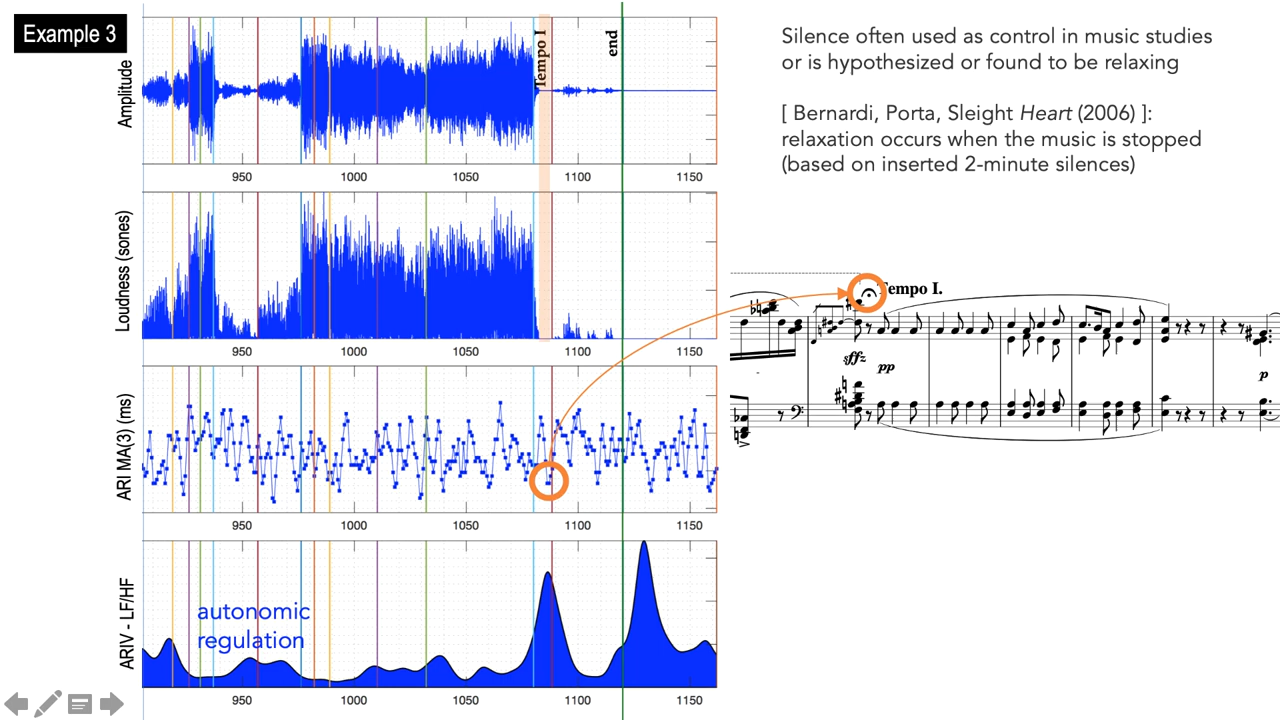 Example 3
Silence often used as control in music studies
or is hypothesized or found to be relaxing
[ Bernardi, Porta, Sleight Heart (2006) ]:
relaxation occurs when the music is stopped
(based on inserted 2-minute silences)
Amplitude
Tempo I
end
950 1000 1050 1100 1150
Loudness (sones)
950 1000 1050 1100 1150
Tempo I.
sffz
pp
p
ARI MA(3) (ms)
950 1000 1050 1100 1150
ARIV - LF/HF
autonomic
regulation
950 1000 1050 1100 1150